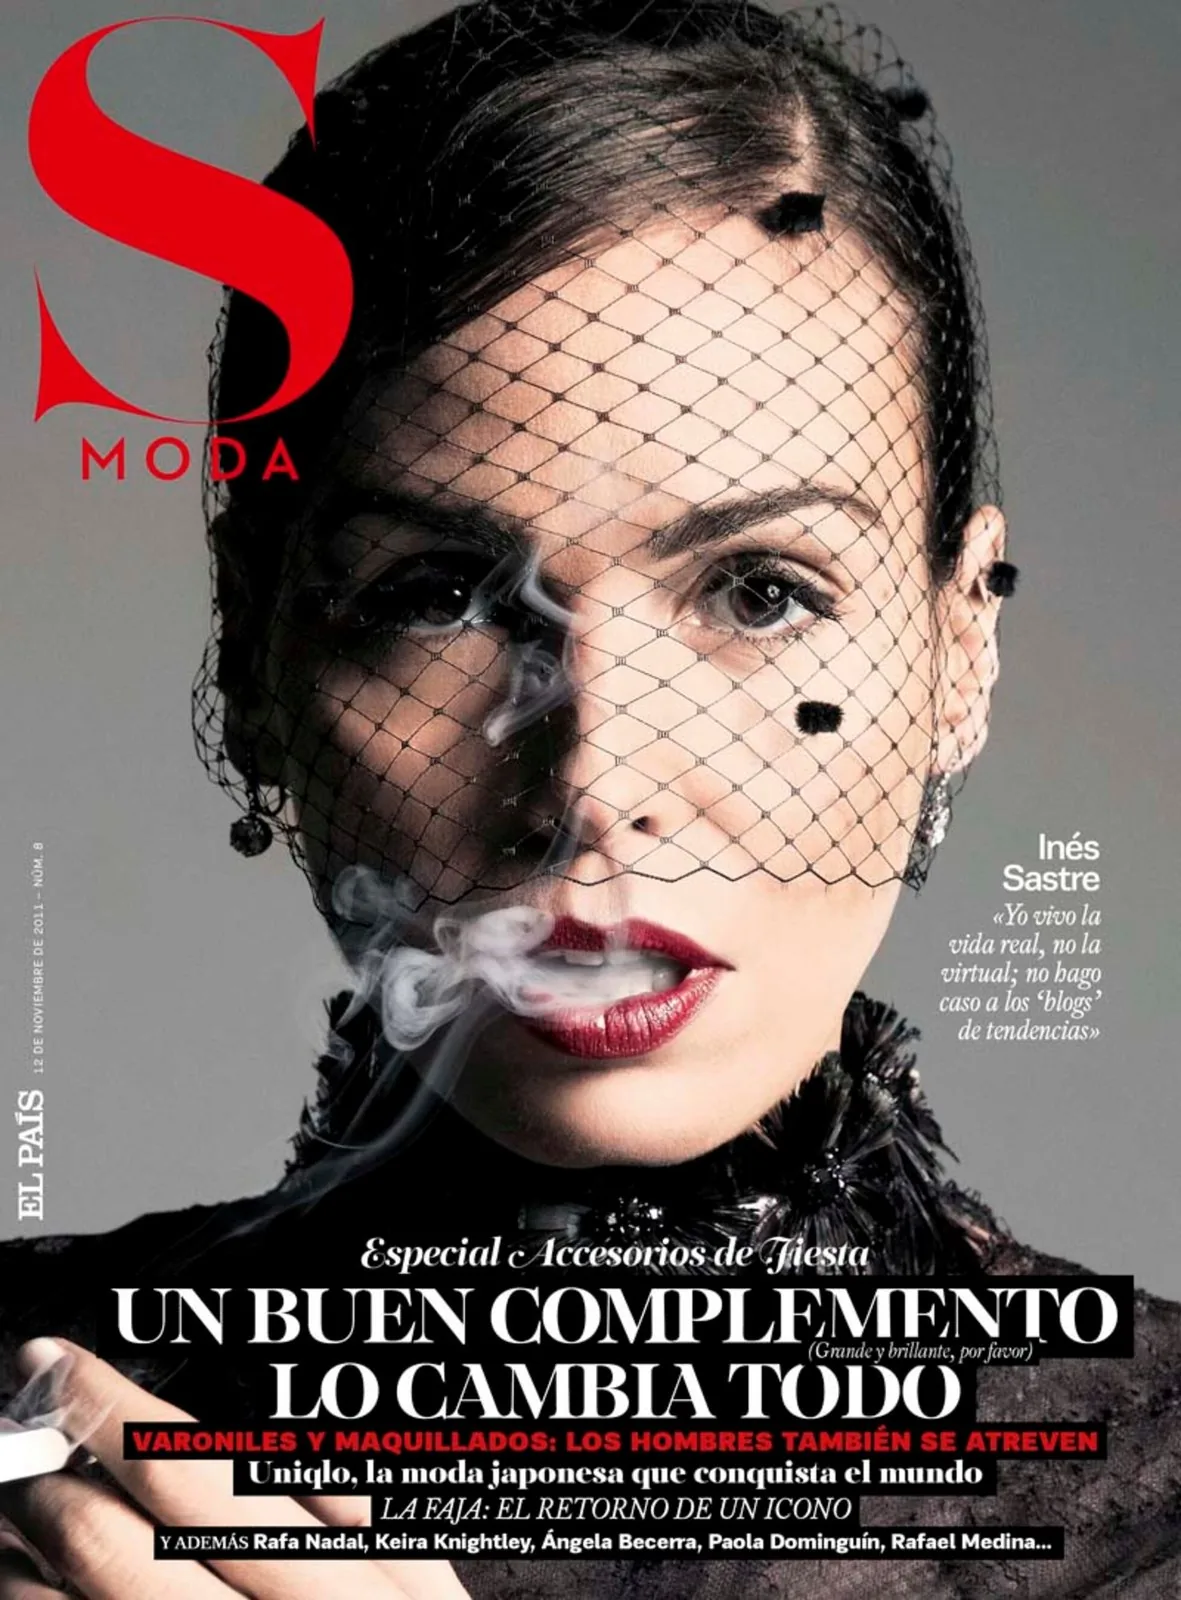 S
MODA
Inés
Sastre
«Yo vivo la
vida real, no la
virtual; no hago
caso a los ‘blogs’
de tendencias»
EL PAÍS 12 DE NOVIEMBRE DE 2011 – NÚM. 8
Especial Accesorios de Fiesta
UN BUEN COMPLEMENTO
(Grande y brillante, por favor)
LO CAMBIA TODO
VARONILES Y MAQUILLADOS: LOS HOMBRES TAMBIÉN SE ATREVEN
Uniqlo, la moda japonesa que conquista el mundo
LA FAJA: EL RETORNO DE UN ICONO
Y ADEMÁS Rafa Nadal, Keira Knightley, Ángela Becerra, Paola Dominguín, Rafael Medina...